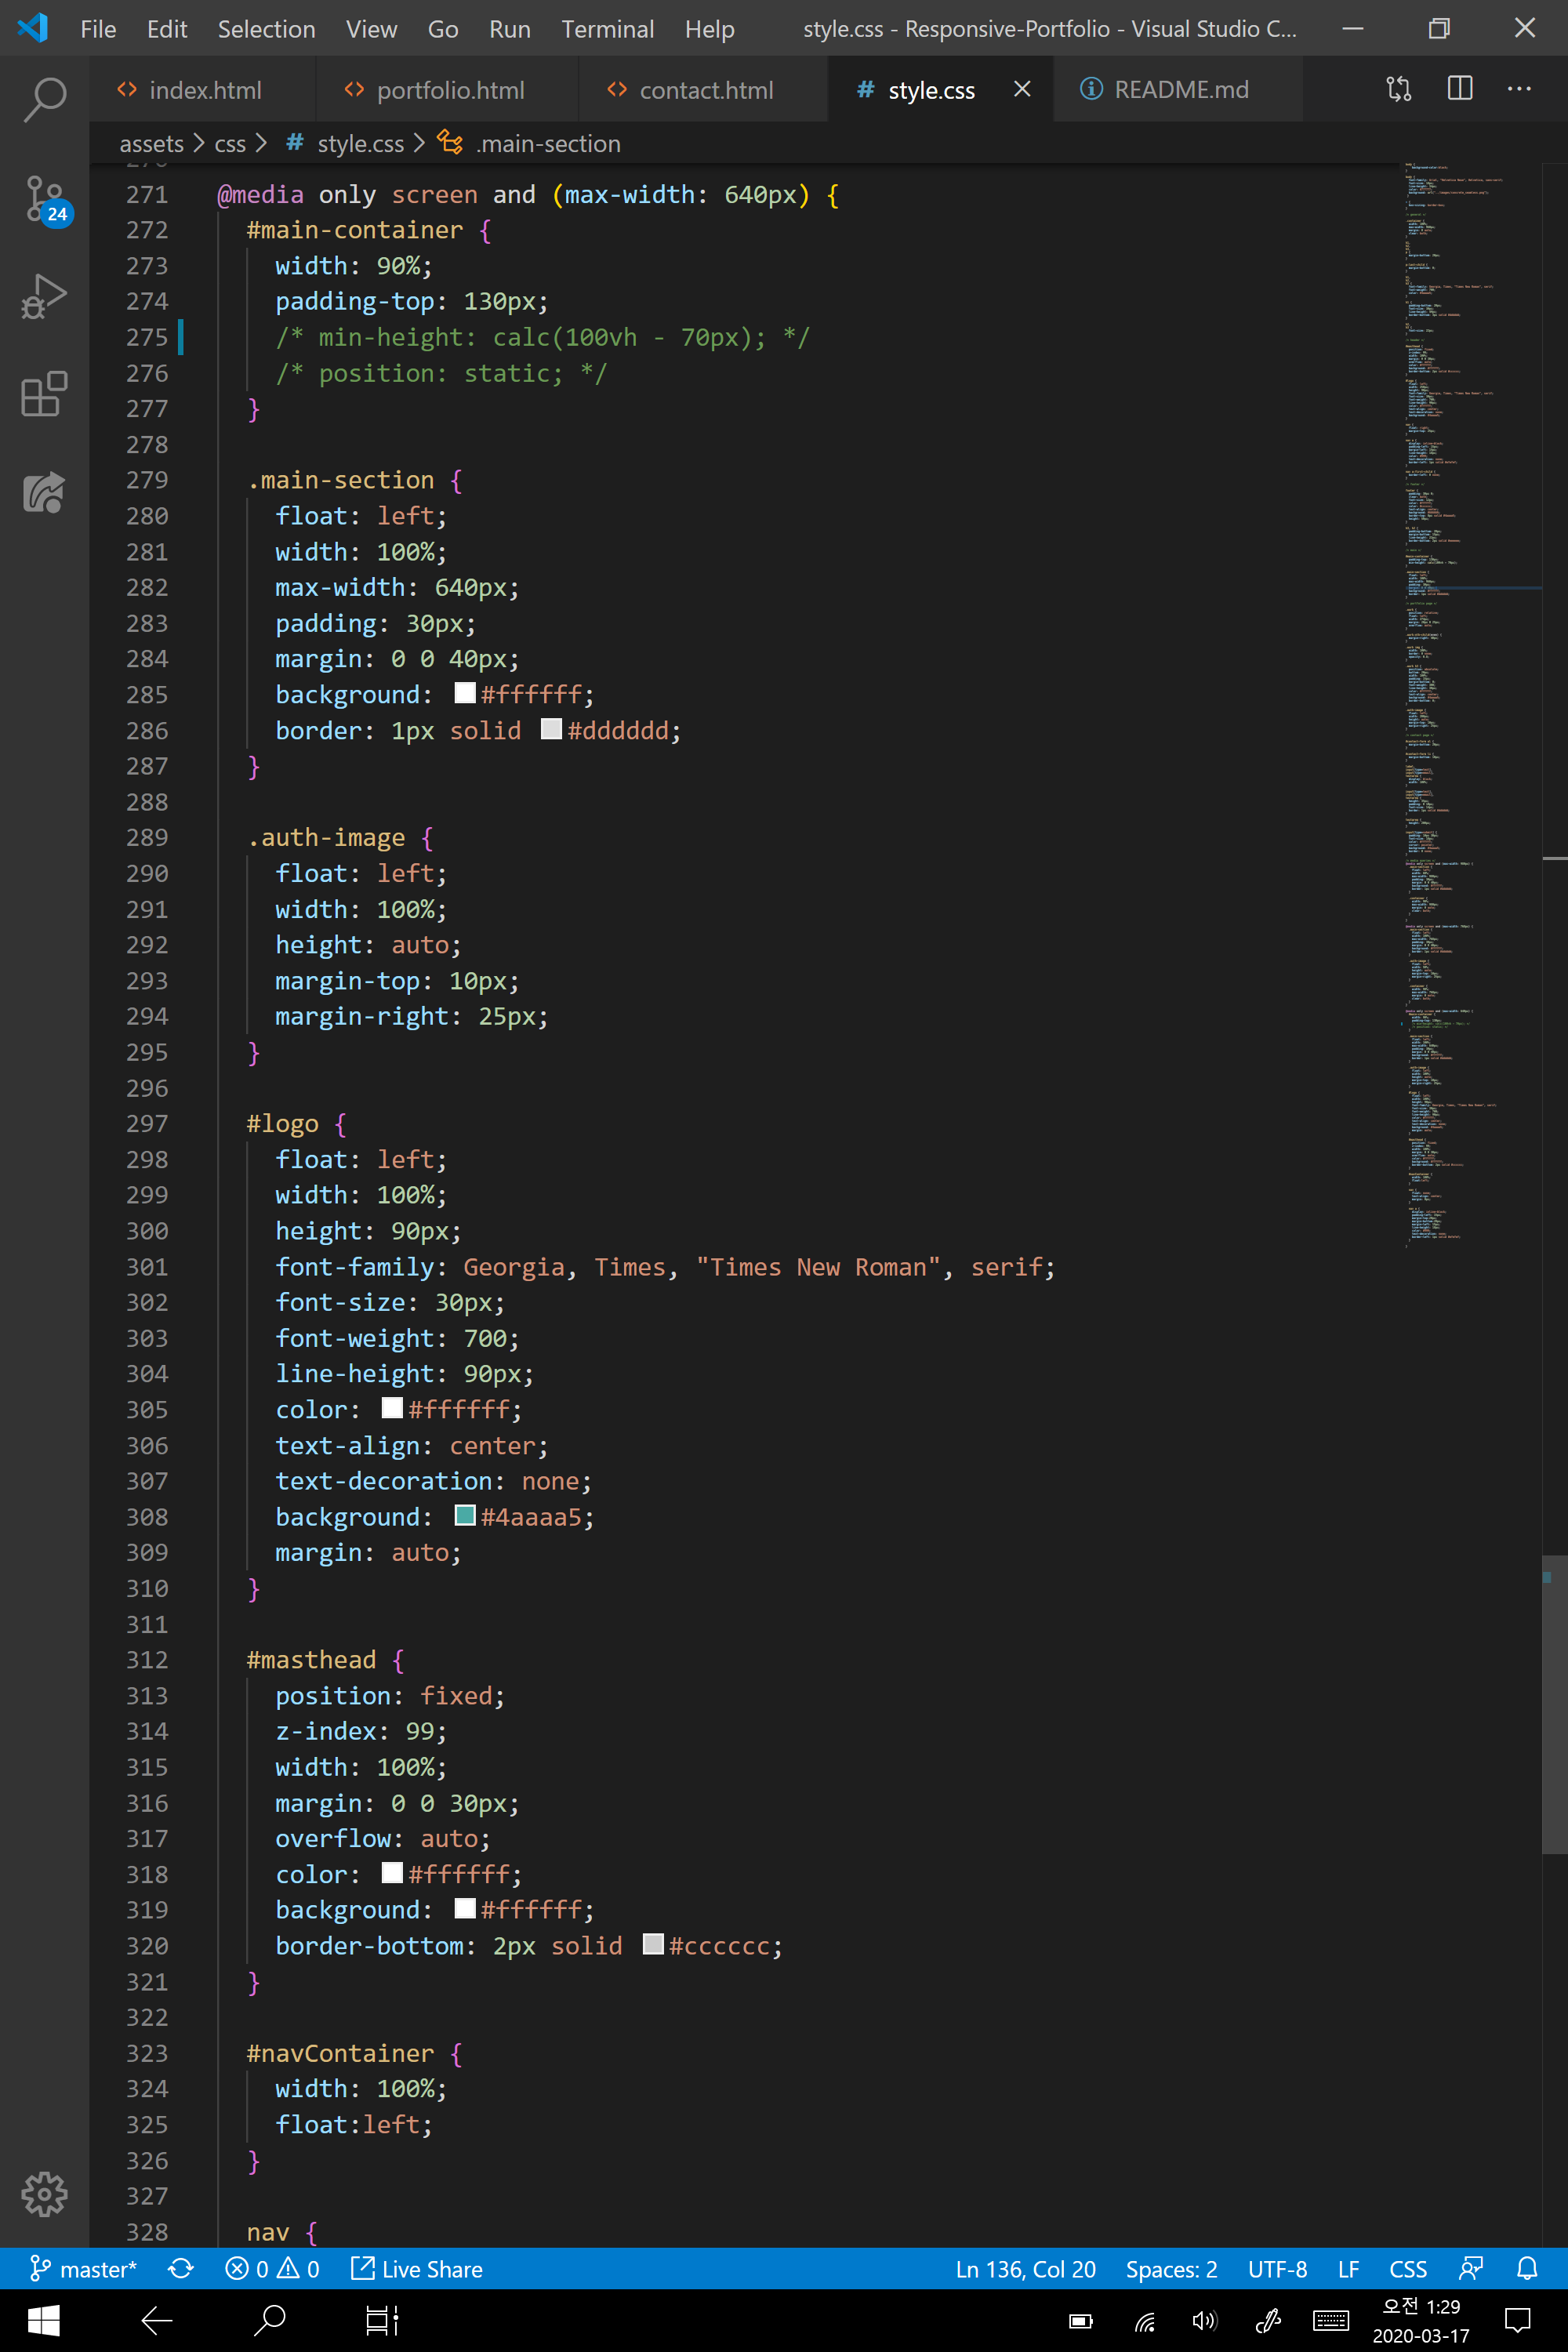 File Edit Selection View Go Run Terminal Help style.css - Responsive-Portfolio - Visual Studio C...
index.html portfolio.html contact.html # style.css README.md
assets > css > # style.css > .main-section
24
271 @media only screen and (max-width: 640px) {
272 #main-container {
273 width: 90%;
274 padding-top: 130px;
275 /* min-height: calc(100vh - 70px); */
276 /* position: static; */
277 }
278
279 .main-section {
280 float: left;
281 width: 100%;
282 max-width: 640px;
283 padding: 30px;
284 margin: 0 0 40px;
285 background: #ffffff;
286 border: 1px solid #dddddd;
287 }
288
289 .auth-image {
290 float: left;
291 width: 100%;
292 height: auto;
293 margin-top: 10px;
294 margin-right: 25px;
295 }
296
297 #logo {
298 float: left;
299 width: 100%;
300 height: 90px;
301 font-family: Georgia, Times, "Times New Roman", serif;
302 font-size: 30px;
303 font-weight: 700;
304 line-height: 90px;
305 color: #ffffff;
306 text-align: center;
307 text-decoration: none;
308 background: #4aaaa5;
309 margin: auto;
310 }
311
312 #masthead {
313 position: fixed;
314 z-index: 99;
315 width: 100%;
316 margin: 0 0 30px;
317 overflow: auto;
318 color: #ffffff;
319 background: #ffffff;
320 border-bottom: 2px solid #cccccc;
321 }
322
323 #navContainer {
324 width: 100%;
325 float:left;
326 }
327
328 nav {
master* 0 0 Live Share Ln 136, Col 20 Spaces: 2 UTF-8 LF CSS
오전 1:29
2020-03-17